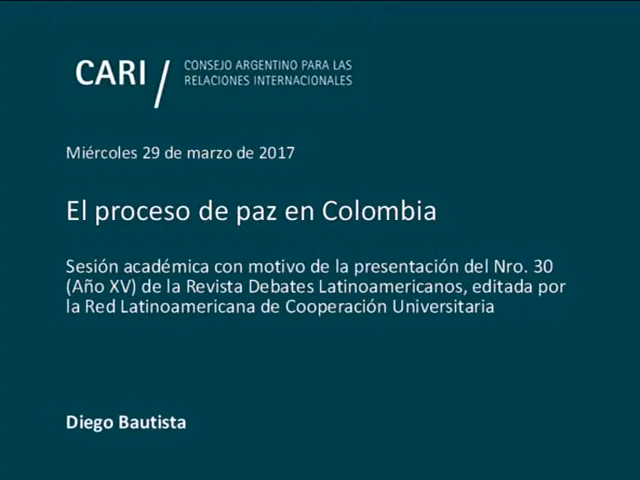 CARI / CONSEJO ARGENTINO PARA LAS
RELACIONES INTERNACIONALES
Miércoles 29 de marzo de 2017
El proceso de paz en Colombia
Sesión académica con motivo de la presentación del Nro. 30
(Año XV) de la Revista Debates Latinoamericanos, editada por
la Red Latinoamericana de Cooperación Universitaria
Diego Bautista